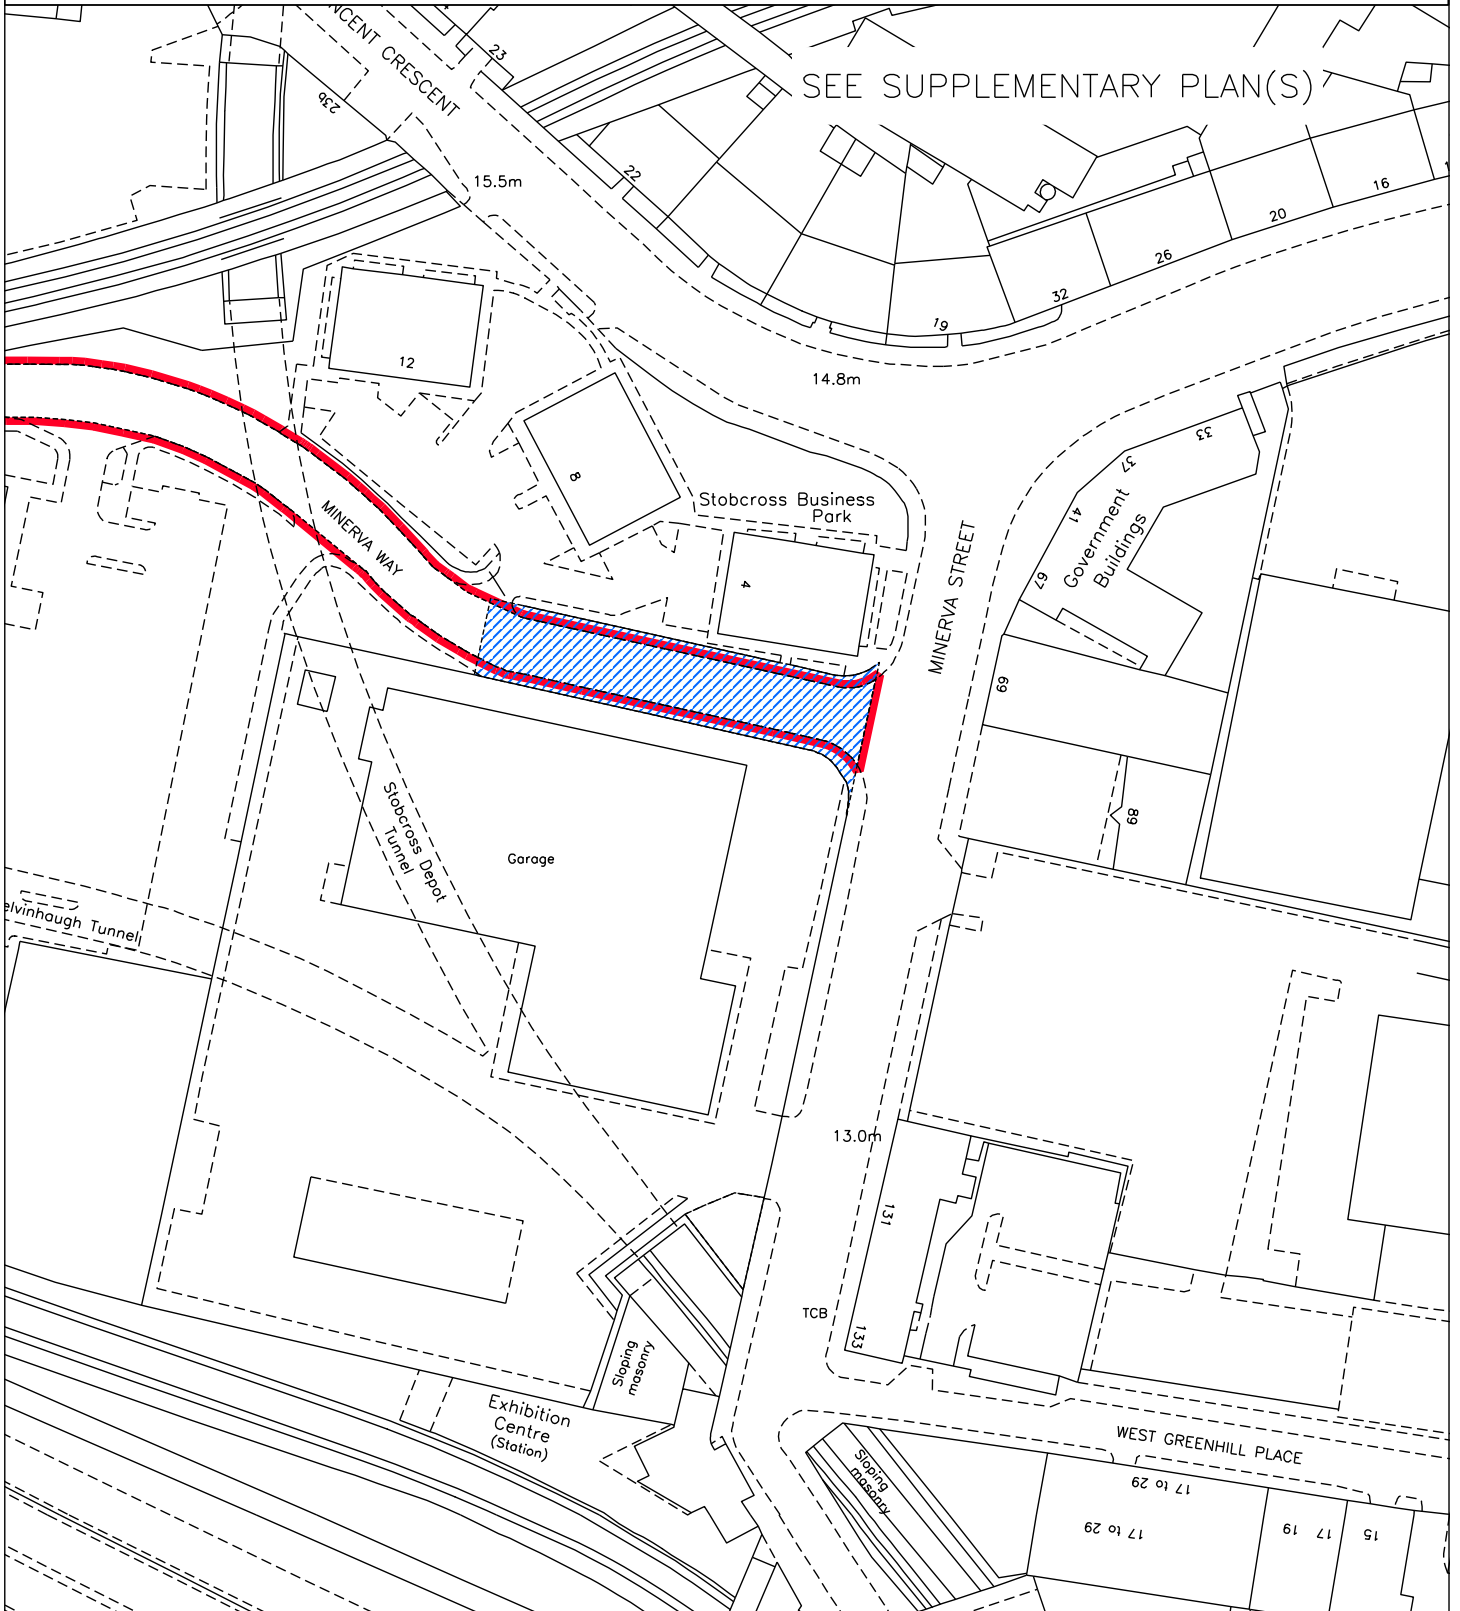 NCENT CRESCENT
23
SEE SUPPLEMENTARY PLAN(S)
23b
22
15.5m
16
20
26
32
19
12
14.8m
33
37
8
Stobcross Business
Park
41
Government
Buildings
MINERVA WAY
4
67
MINERVA STREET
69
89
Stobcross Depot
Tunnel
Garage
elvinhaugh Tunnel
13.0m
131
TCB
133
Sloping
masonry
Exhibition
Centre
(Station)
WEST GREENHILL PLACE
Sloping
masonry
17 to 29
17 to 29
19
17
15